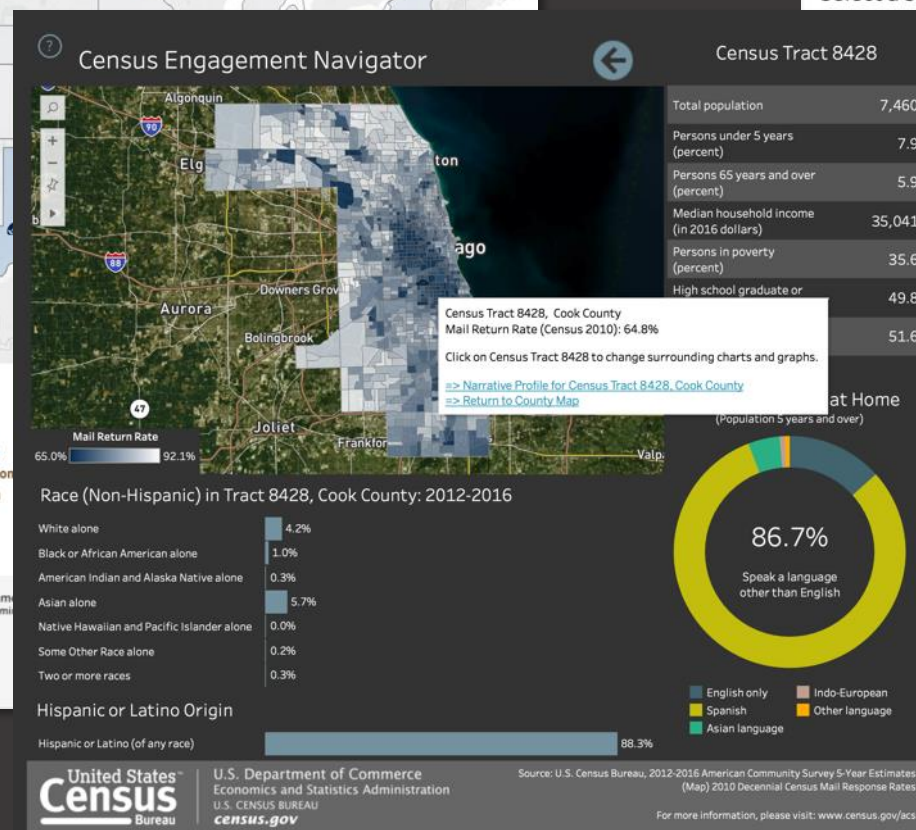 ?
Census Engagement Navigator
Census Tract 8428
Algonquin
90
Elg
ton
ago
88
Downers Grov
Aurora
Bolingbrook
47
Joliet
Frankfor
Valp.
Mail Return Rate
65.0% 92.1%
Census Tract 8428, Cook County
Mail Return Rate (Census 2010): 64.8%
Click on Census Tract 8428 to change surrounding charts and graphs.
=> Narrative Profile for Census Tract 8428, Cook County
=> Return to County Map
Total population 7,460
Persons under 5 years
(percent) 7.9
Persons 65 years and over
(percent) 5.9
Median household income
(in 2016 dollars) 35,041
Persons in poverty
(percent) 35.6
High school graduate or 49.8
51.6
at Home
(Population 5 years and over)
86.7%
Speak a language
other than English
English only
Indo-European
Spanish
Other language
Asian language
Race (Non-Hispanic) in Tract 8428, Cook County: 2012-2016
White alone 4.2%
Black or African American alone 1.0%
American Indian and Alaska Native alone 0.3%
Asian alone 5.7%
Native Hawaiian and Pacific Islander alone 0.0%
Some Other Race alone 0.2%
Two or more races 0.3%
Hispanic or Latino Origin
Hispanic or Latino (of any race) 88.3%
United States™
Census
Bureau
U.S. Department of Commerce
Economics and Statistics Administration
U.S. CENSUS BUREAU
census.gov
Source: U.S. Census Bureau, 2012-2016 American Community Survey 5-Year Estimates
(Map) 2010 Decennial Census Mail Response Rates
For more information, please visit: www.census.gov/acs